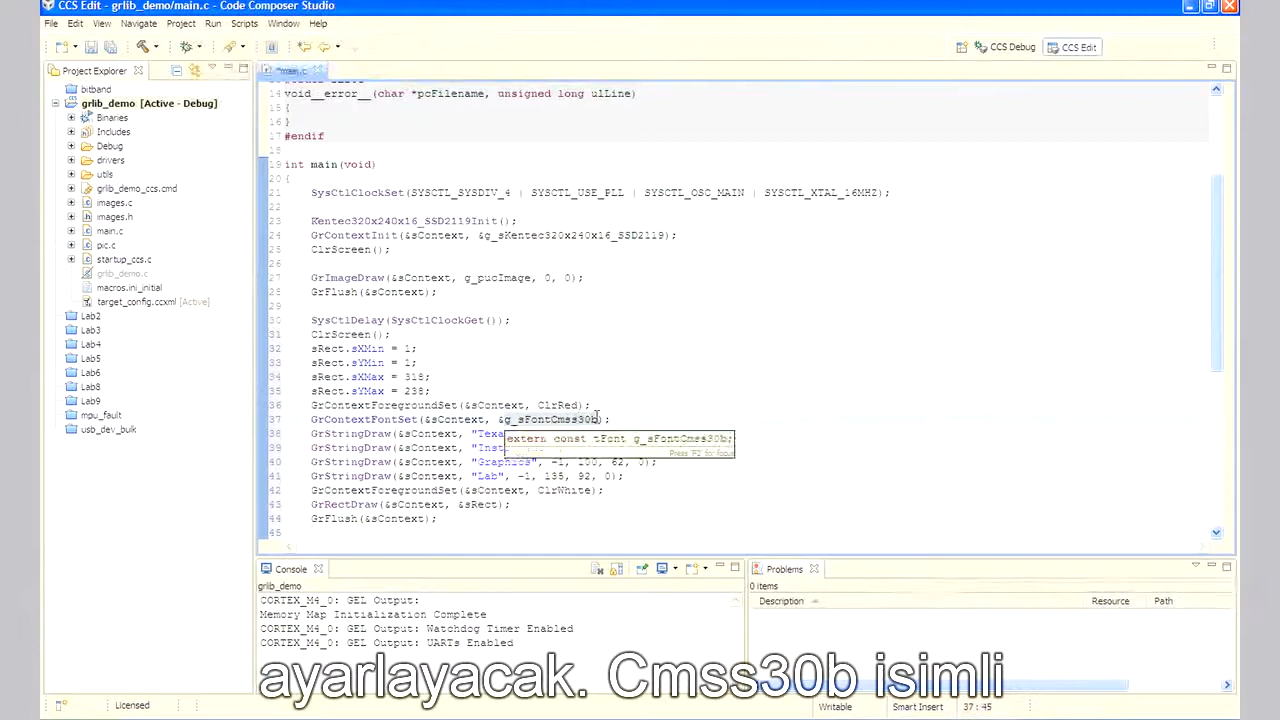 CCS Edit - grlib_demo/main.c - Code Composer Studio
File Edit View Navigate Project Run Scripts Window Help
CCS Debug CCS Edit
Project Explorer
*main.c
bitband
grlib_demo [Active - Debug]
Binaries
Includes
Debug
drivers
utils
grlib_demo_ccs.cmd
images.c
images.h
main.c
pic.c
startup_ccs.c
grlib_demo.c
macros.ini_initial
target_config.ccxml [Active]
Lab2
Lab3
Lab4
Lab5
Lab6
Lab8
Lab9
mpu_fault
usb_dev_bulk
14 void__error__(char *pcFilename, unsigned long ulLine)
15 {
16 }
17 #endif
18
19 int main(void)
20 {
21 SysCtlClockSet(SYSCTL_SYSDIV_4 | SYSCTL_USE_PLL | SYSCTL_OSC_MAIN | SYSCTL_XTAL_16MHZ);
22
23 Kentec320x240x16_SSD2119Init();
24 GrContextInit(&sContext, &g_sKentec320x240x16_SSD2119);
25 ClrScreen();
26
27 GrImageDraw(&sContext, g_pucImage, 0, 0);
28 GrFlush(&sContext);
29
30 SysCtlDelay(SysCtlClockGet());
31 ClrScreen();
32 sRect.sXMin = 1;
33 sRect.sYMin = 1;
34 sRect.sXMax = 318;
35 sRect.sYMax = 238;
36 GrContextForegroundSet(&sContext, ClrRed);
37 GrContextFontSet(&sContext, &g_sFontCmss30b);
38 GrStringDraw(&sContext, "Texa
extern const tFont g_sFontCmss30b;
39 GrStringDraw(&sContext, "Inst
Press 'F2' for focus
40 GrStringDraw(&sContext, "Graphics", -1, 100, 62, 0);
41 GrStringDraw(&sContext, "Lab", -1, 135, 92, 0);
42 GrContextForegroundSet(&sContext, ClrWhite);
43 GrRectDraw(&sContext, &sRect);
44 GrFlush(&sContext);
45
Console
grlib_demo
CORTEX_M4_0: GEL Output:
Memory Map Initialization Complete
CORTEX_M4_0: GEL Output: Watchdog Timer Enabled
CORTEX_M4_0: GEL Output: UARTs Enabled
Problems
0 items
Description Resource Path
ayarlayacak. Cmss30b isimli
Licensed Writable Smart Insert 37 : 45